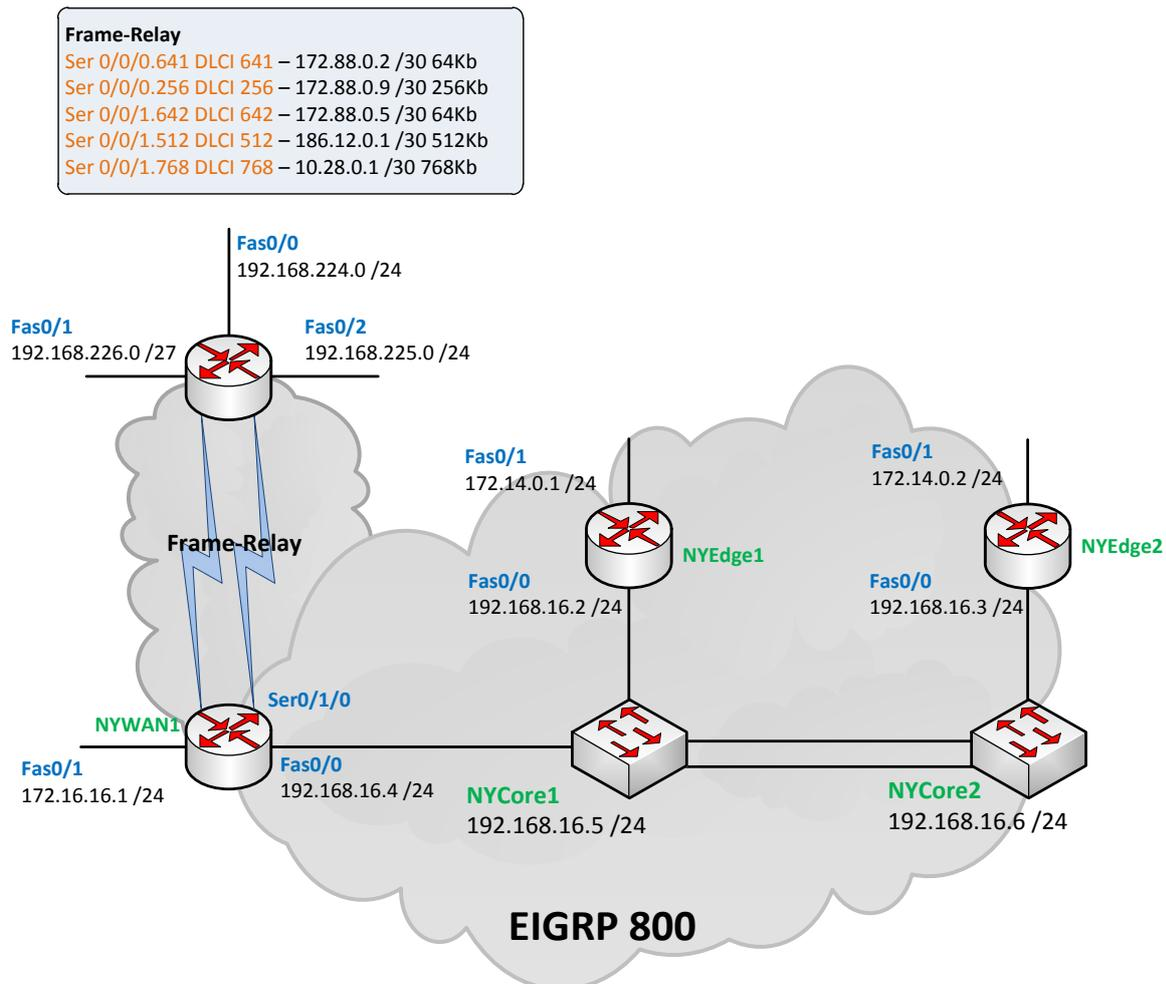 Frame-Relay
Ser 0/0/0.641 DLCI 641 – 172.88.0.2 /30 64Kb
Ser 0/0/0.256 DLCI 256 – 172.88.0.9 /30 256Kb
Ser 0/0/1.642 DLCI 642 – 172.88.0.5 /30 64Kb
Ser 0/0/1.512 DLCI 512 – 186.12.0.1 /30 512Kb
Ser 0/0/1.768 DLCI 768 – 10.28.0.1 /30 768Kb
Fas0/0
192.168.224.0 /24
Fas0/1
192.168.226.0 /27
Fas0/2
192.168.225.0 /24
Frame-Relay
Fas0/1
172.14.0.1 /24
NYEdge1
Fas0/0
192.168.16.2 /24
Fas0/1
172.14.0.2 /24
NYEdge2
Fas0/0
192.168.16.3 /24
Ser0/1/0
NYWAN1
Fas0/1
172.16.16.1 /24
Fas0/0
192.168.16.4 /24
NYCore1
192.168.16.5 /24
NYCore2
192.168.16.6 /24
EIGRP 800